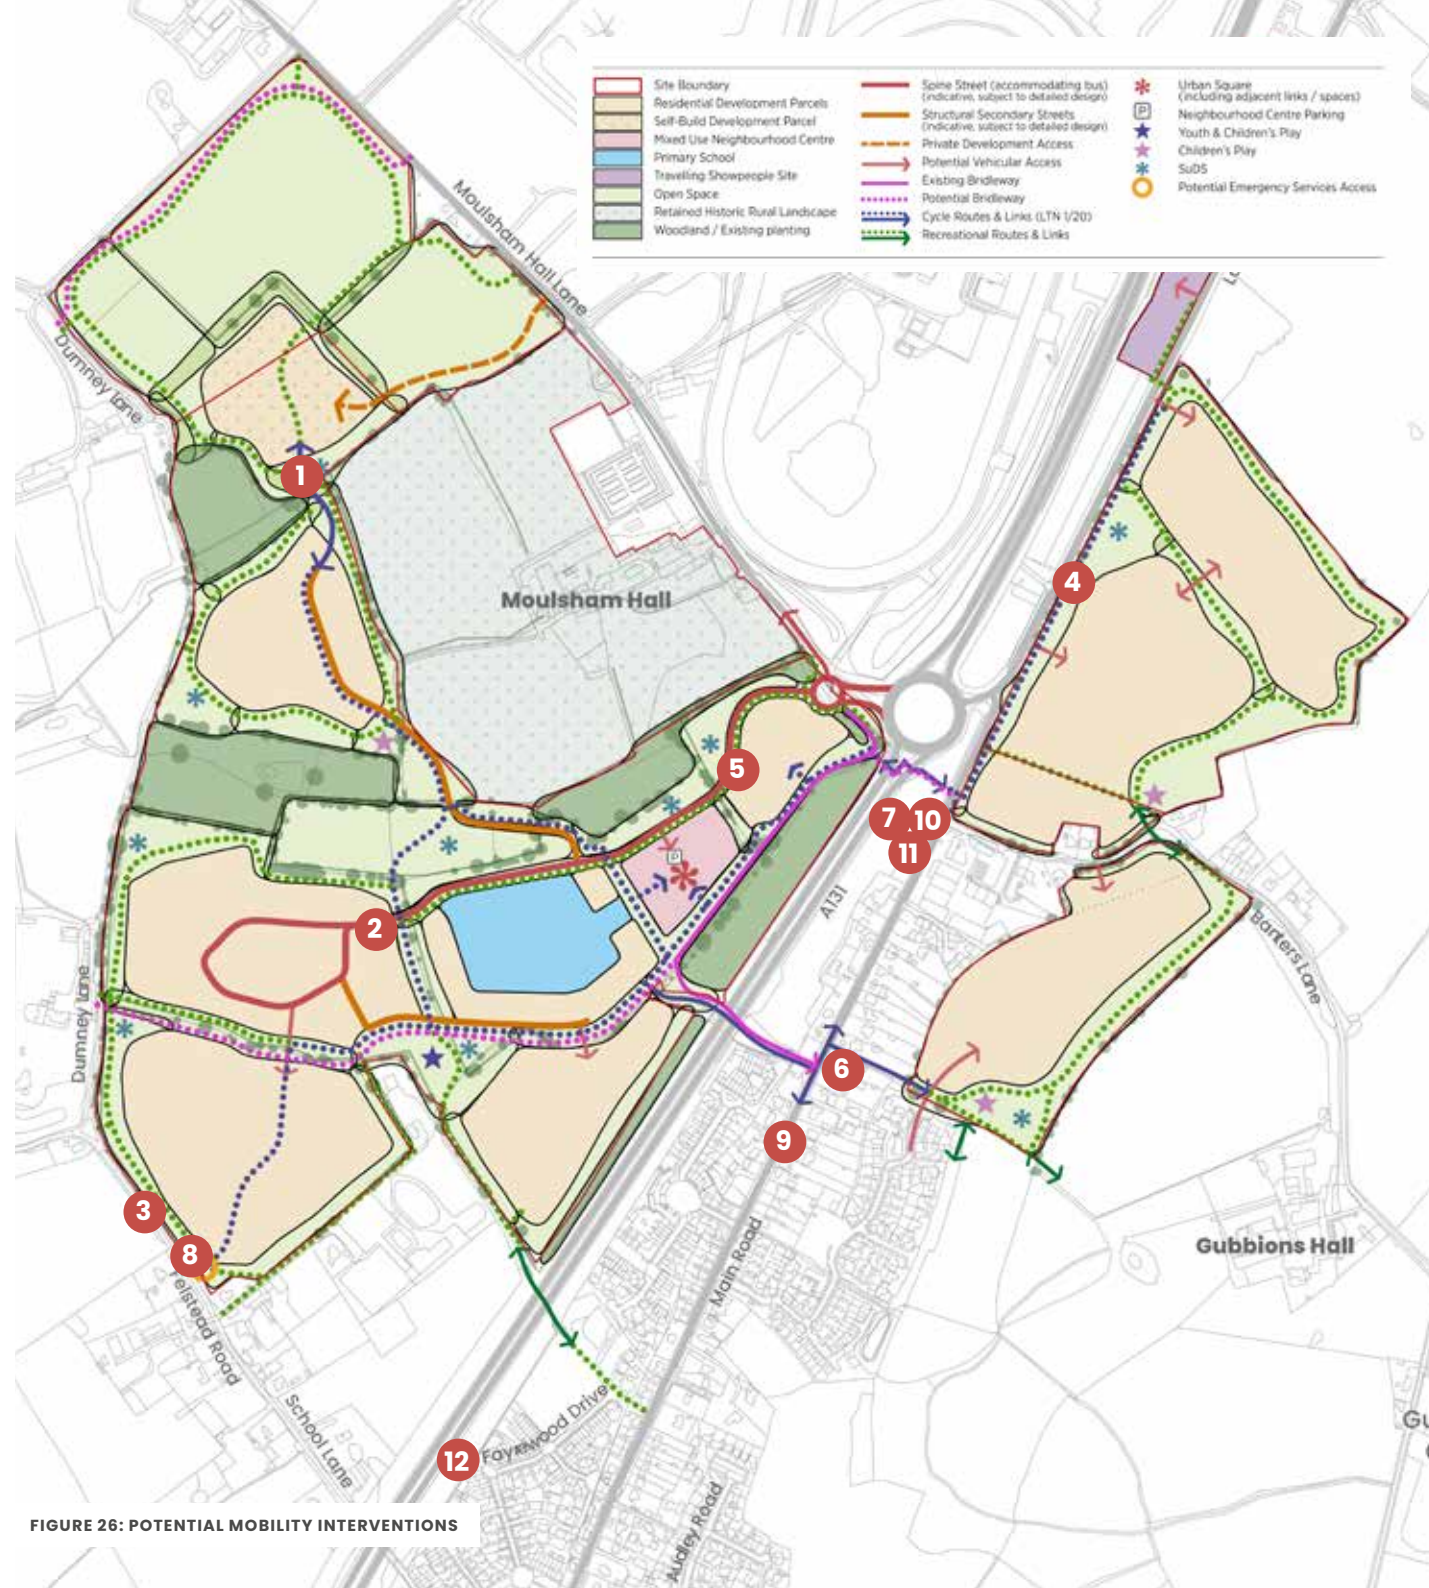 Site Boundary
Residential Development Parcels
Self-Build Development Parcel
Mixed Use Neighbourhood Centre
Primary School
Travelling Showpeople Site
Open Space
Retained Historic Rural Landscape
Woodland / Existing planting
Spine Street (accommodating bus)
(indicative, subject to detailed design)
Structural Secondary Streets
(indicative, subject to detailed design)
Private Development Access
Potential Vehicular Access
Existing Bridleway
Potential Bridleway
Cycle Routes & Links (LTN 1/20)
Recreational Routes & Links
Urban Square
(including adjacent links / spaces)
P
Neighbourhood Centre Parking
Youth & Children's Play
Children's Play
SuDS
Potential Emergency Services Access
Moulsham Hall Lane
Dumney Lane
1
Moulsham Hall
4
5
7
10
11
P
A131
2
Banters Lane
Dumney Lane
6
9
3
8
Main Road
Gubbions Hall
Felstead Road
School Lane
Fayrewood Drive
12
Audley Road
FIGURE 26: POTENTIAL MOBILITY INTERVENTIONS